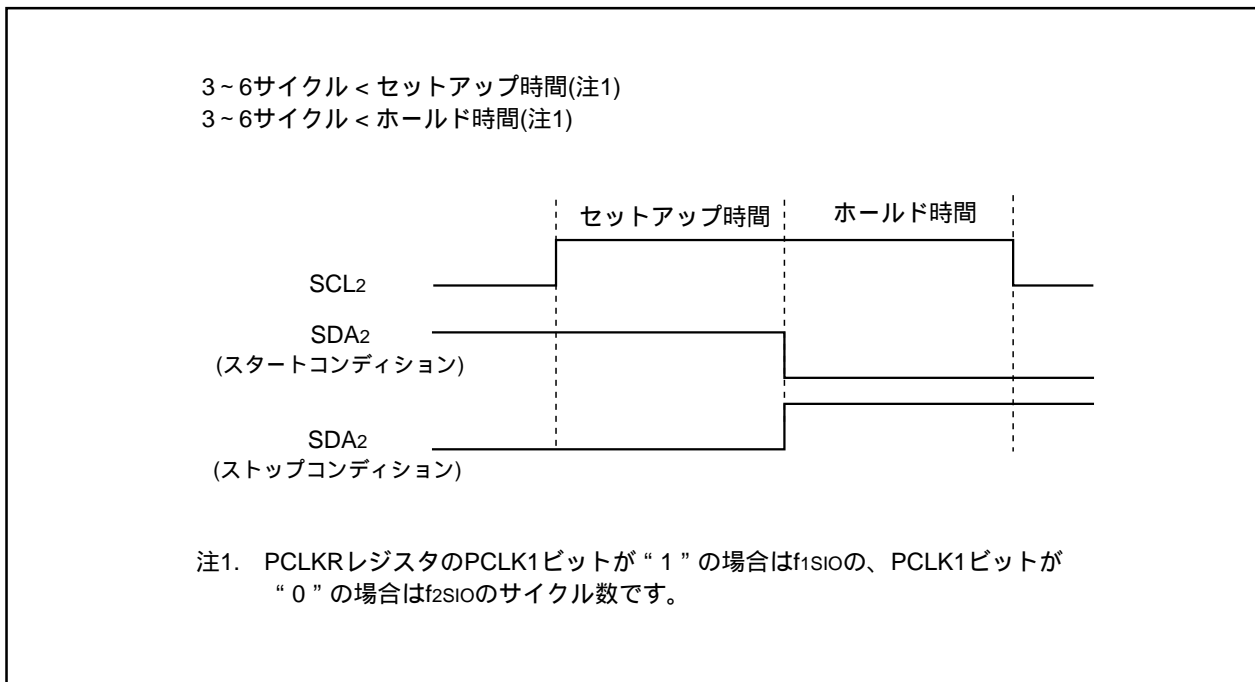 3～6サイクル < セットアップ時間(注1)
3～6サイクル < ホールド時間(注1)
セットアップ時間 ホールド時間
SCL2
SDA2
(スタートコンディション)
SDA2
(ストップコンディション)
注1. PCLKRレジスタのPCLK1ビットが“1”の場合はf1SIOの、PCLK1ビットが
“0”の場合はf2SIOのサイクル数です。